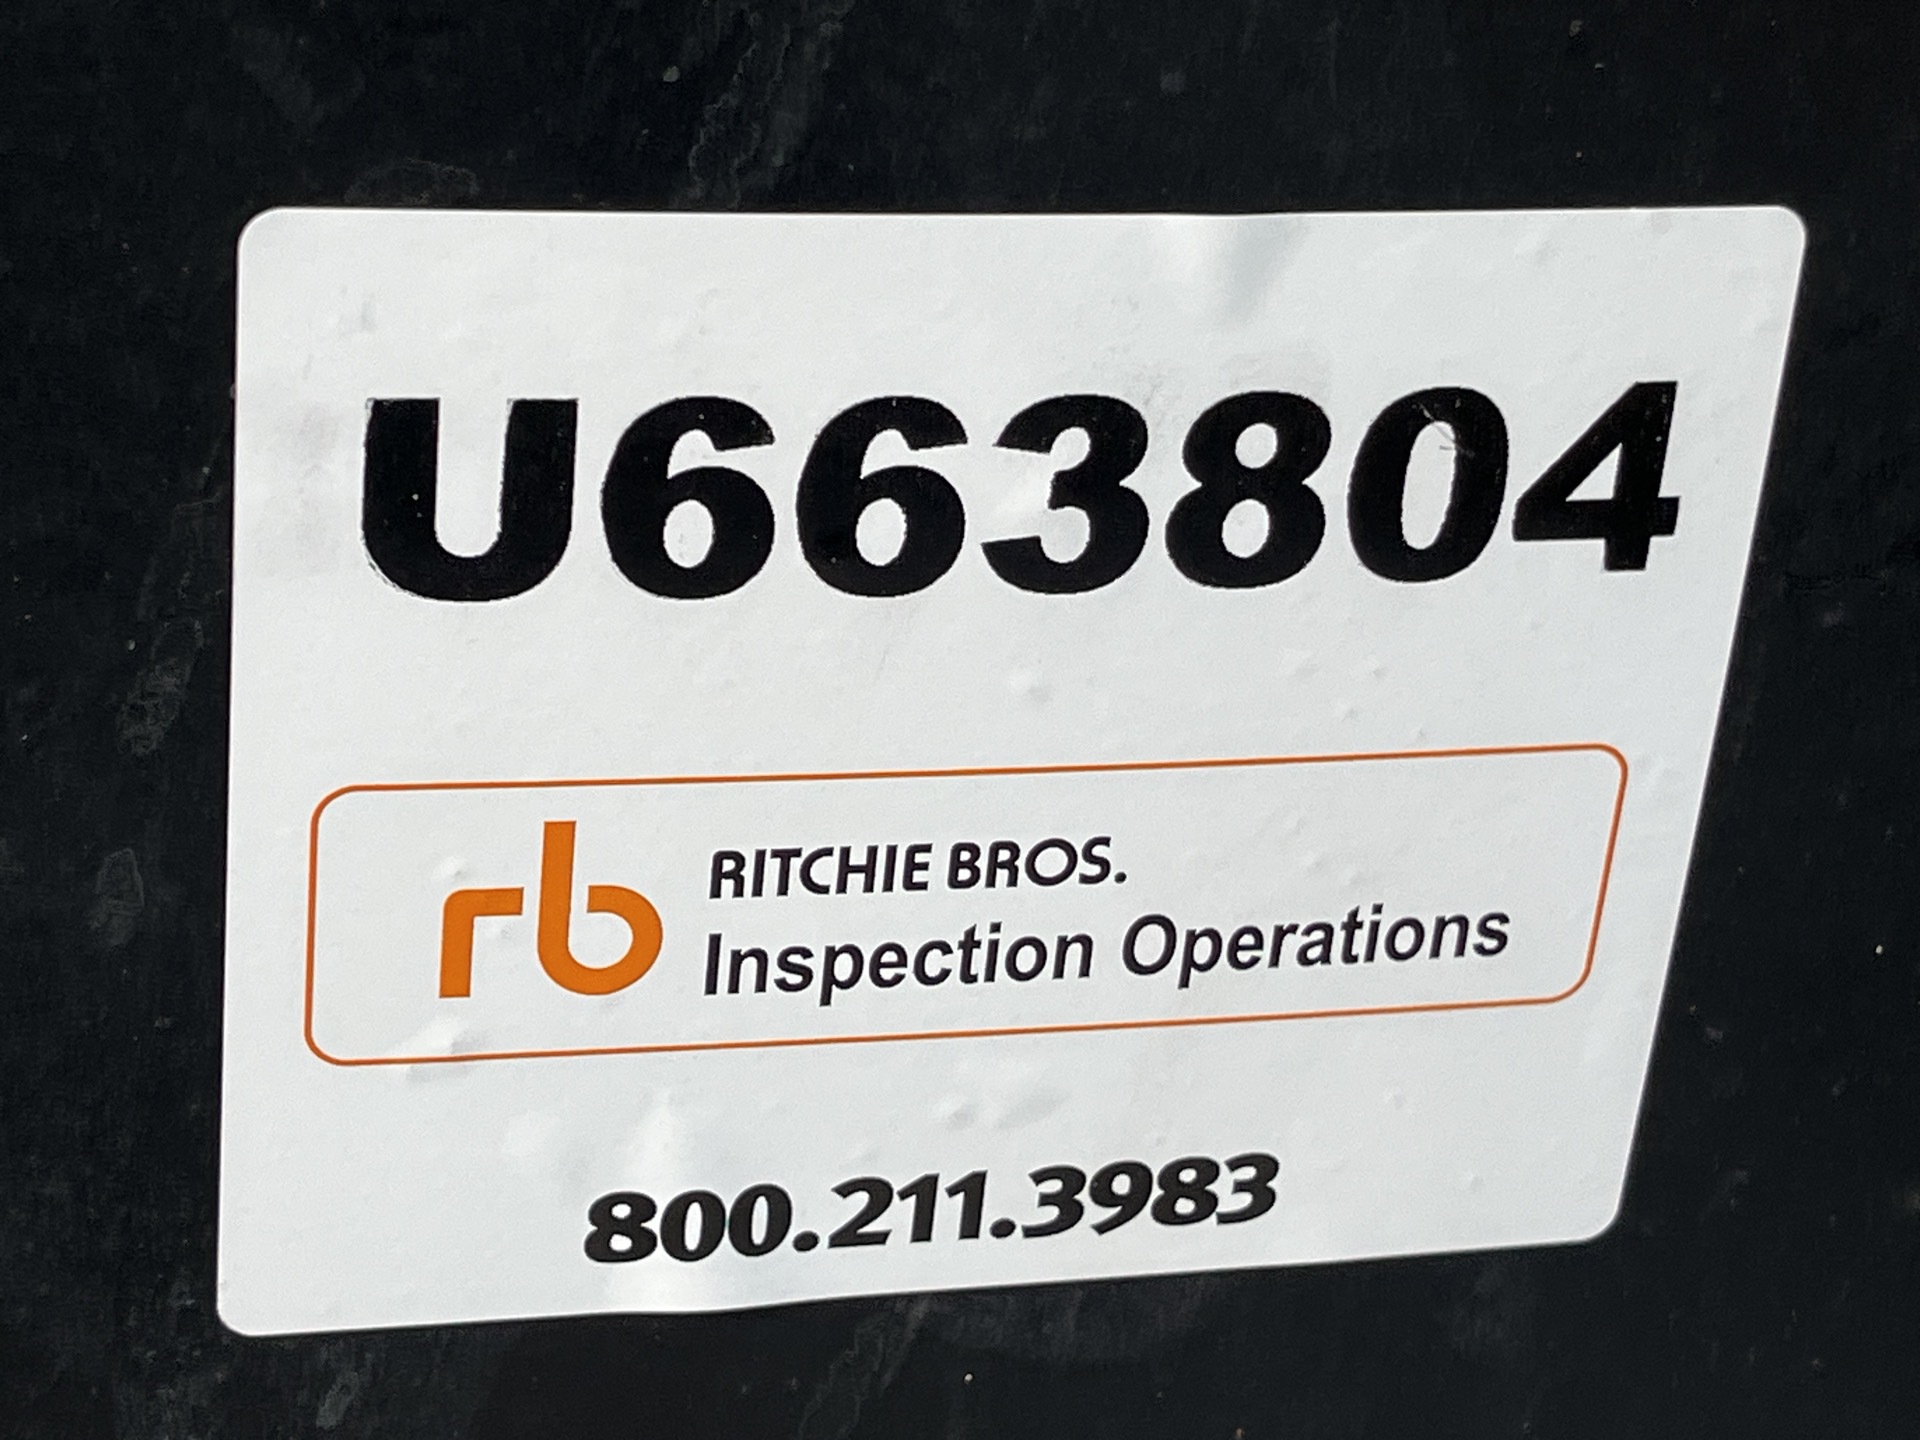 U663804
rb
RITCHIE BROS.
Inspection Operations
800.211.3983